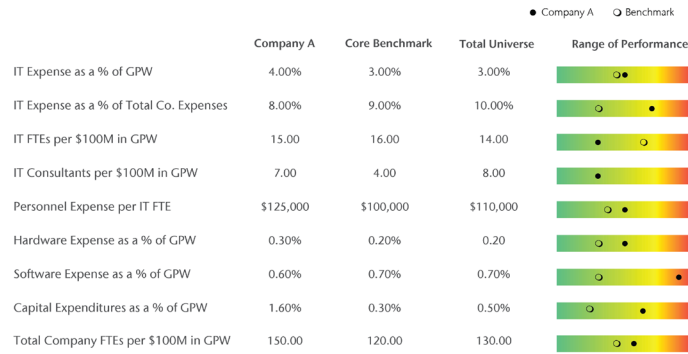 Company A Benchmark
Company A Core Benchmark Total Universe Range of Performance
IT Expense as a % of GPW 4.00% 3.00% 3.00%
IT Expense as a % of Total Co. Expenses 8.00% 9.00% 10.00%
IT FTEs per $100M in GPW 15.00 16.00 14.00
IT Consultants per $100M in GPW 7.00 4.00 8.00
Personnel Expense per IT FTE $125,000 $100,000 $110,000
Hardware Expense as a % of GPW 0.30% 0.20% 0.20
Software Expense as a % of GPW 0.60% 0.70% 0.70%
Capital Expenditures as a % of GPW 1.60% 0.30% 0.50%
Total Company FTEs per $100M in GPW 150.00 120.00 130.00